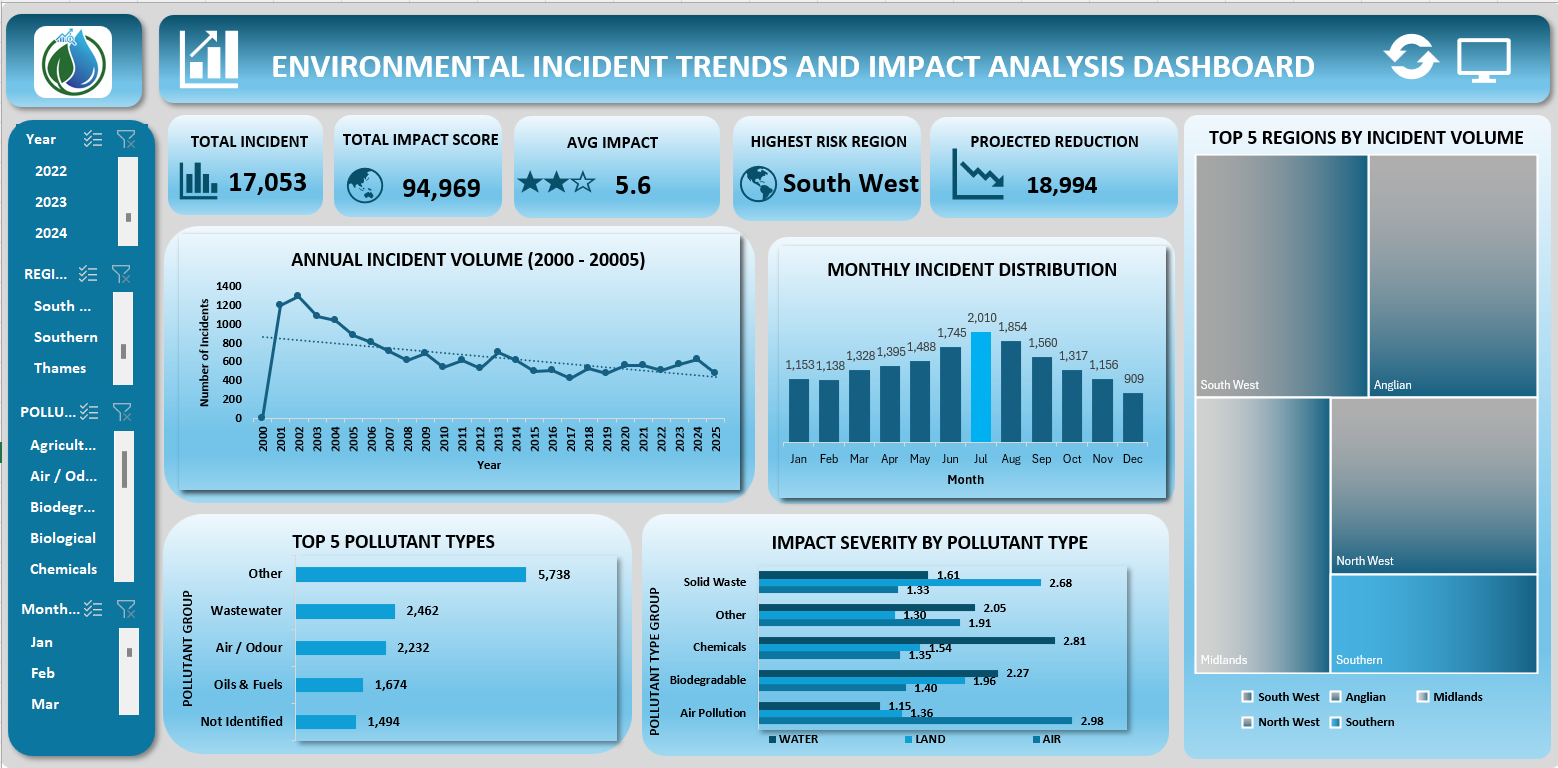 ENVIRONMENTAL INCIDENT TRENDS AND IMPACT ANALYSIS DASHBOARD
Year
2022
2023
2024
REGI...
South ...
Southern
Thames
POLLU...
Agricult...
Air / Od...
Biodegr...
Biological
Chemicals
Month...
Jan
Feb
Mar
TOTAL INCIDENT
17,053
TOTAL IMPACT SCORE
94,969
AVG IMPACT
5.6
HIGHEST RISK REGION
South West
PROJECTED REDUCTION
18,994
ANNUAL INCIDENT VOLUME (2000 - 20005)
Number of Incidents
1400
1200
1000
800
600
400
200
0
2000 2001 2002 2003 2004 2005 2006 2007 2008 2009 2010 2011 2012 2013 2014 2015 2016 2017 2018 2019 2020 2021 2022 2023 2024 2025
Year
MONTHLY INCIDENT DISTRIBUTION
1,153 1,138 1,328 1,395 1,488 1,745 2,010 1,854 1,560 1,317 1,156 909
Jan Feb Mar Apr May Jun Jul Aug Sep Oct Nov Dec
Month
TOP 5 POLLUTANT TYPES
POLLUTANT GROUP
Other 5,738
Wastewater 2,462
Air / Odour 2,232
Oils & Fuels 1,674
Not Identified 1,494
IMPACT SEVERITY BY POLLUTANT TYPE
POLLUTANT TYPE GROUP
Solid Waste
1.61
2.68
1.33
Other
2.05
1.30
1.91
Chemicals
2.81
1.54
1.35
Biodegradable
2.27
1.96
1.40
Air Pollution
1.15
1.36
2.98
WATER LAND AIR
TOP 5 REGIONS BY INCIDENT VOLUME
South West
Anglian
Midlands
North West
Southern
South West Anglian Midlands
North West Southern